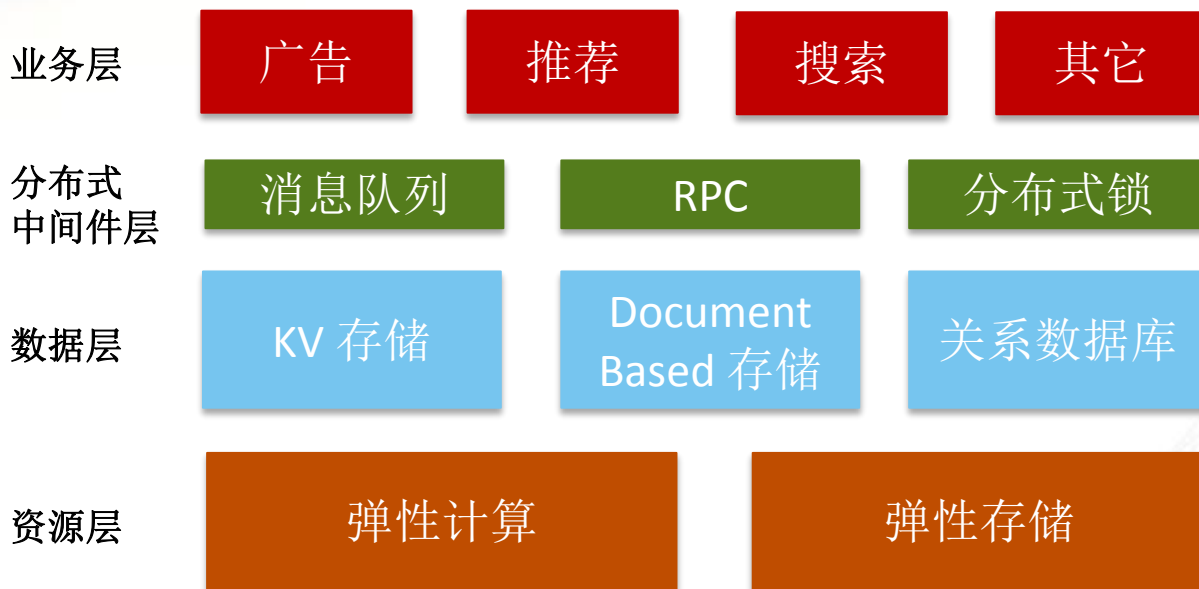 业务层
广告
推荐
搜索
其它
分布式
中间件层
消息队列
RPC
分布式锁
数据层
KV 存储
Document
Based 存储
关系数据库
资源层
弹性计算
弹性存储